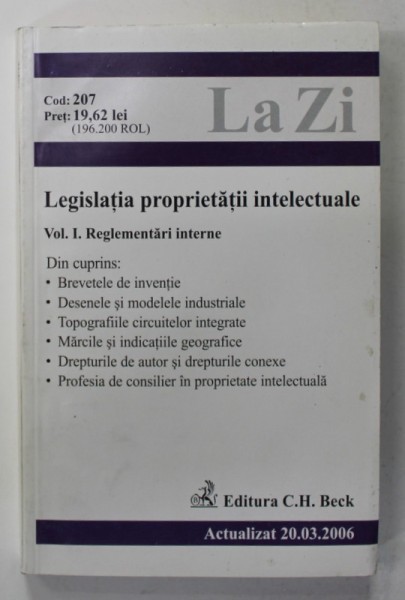 Cod: 207
Preț: 19,62 lei
(196.200 ROL)
La Zi
Legislația proprietății intelectuale
Vol. I. Reglementări interne
Din cuprins:
• Brevetele de invenție
• Desenele și modelele industriale
• Topografiile circuitelor integrate
• Mărcile și indicațiile geografice
• Drepturile de autor și drepturile conexe
• Profesia de consilier în proprietate intelectuală
Editura C.H. Beck
Actualizat 20.03.2006